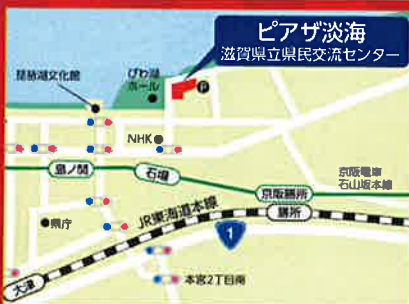 ピアザ淡海
滋賀県立県民交流センター
琵琶湖文化館
びわ湖
ホール
P
NHK
島ノ関
石場
京阪電車
石山坂本線
京阪膳所
県庁
JR東海道本線
膳所
1
大津
本宮2丁目南